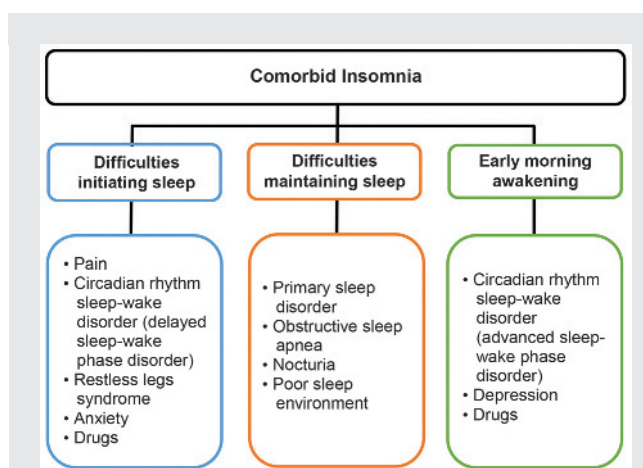 Comorbid Insomnia
Difficulties
initiating sleep
Difficulties
maintaining sleep
Early morning
awakening
• Pain
• Circadian rhythm
sleep-wake
disorder (delayed
sleep-wake
phase disorder)
• Restless legs
syndrome
• Anxiety
• Drugs
• Primary sleep
disorder
• Obstructive sleep
apnea
• Nocturia
• Poor sleep
environment
• Circadian rhythm
sleep-wake
disorder
(advanced sleep-
wake phase
disorder)
• Depression
• Drugs